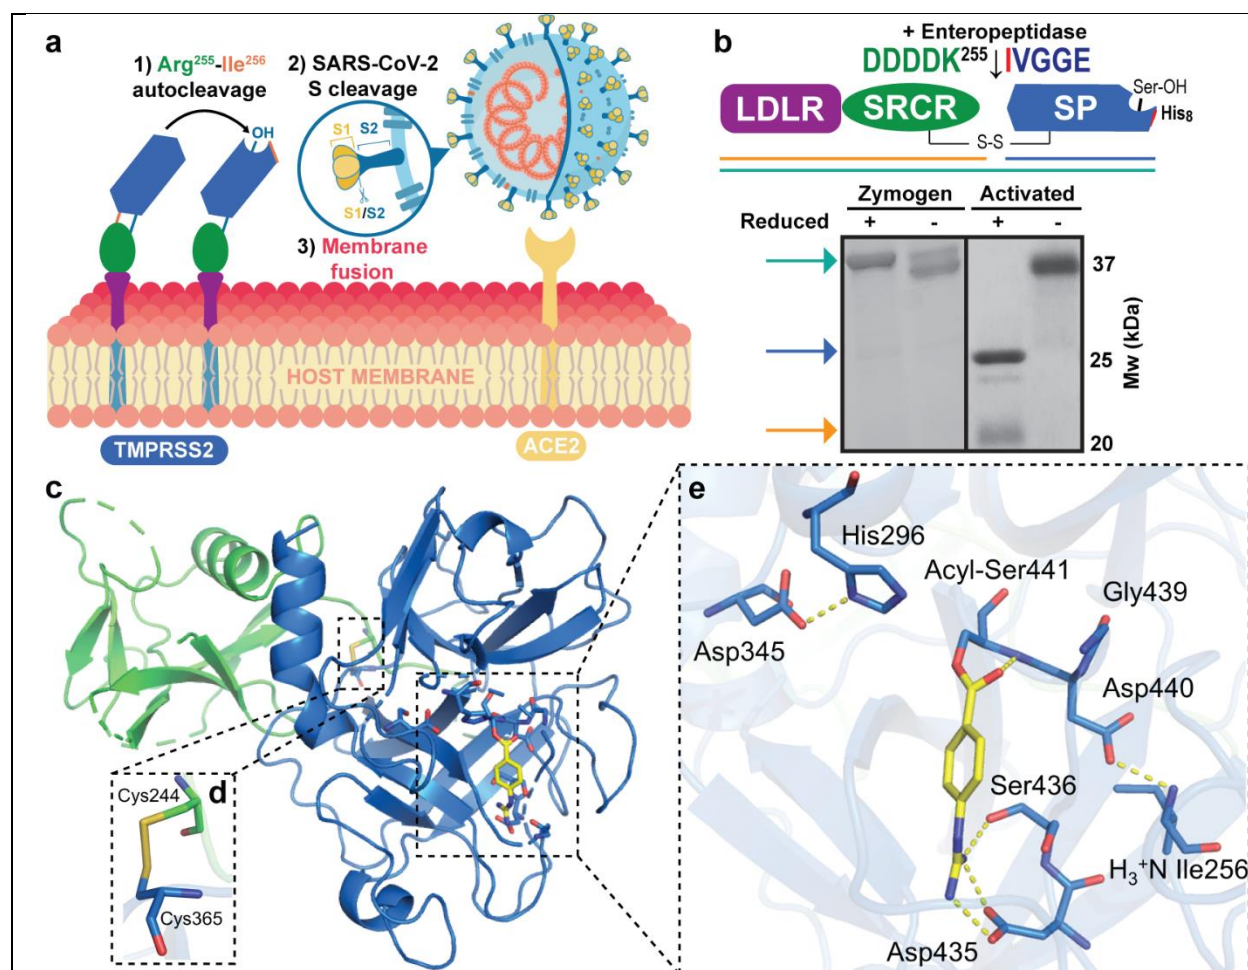 a
1) Arg255-Ile256
autocleavage
OH
2) SARS-CoV-2
S cleavage
S1 S2
S1/S2
3) Membrane
fusion
HOST MEMBRANE
TMPRSS2
ACE2
b
+ Enteropeptidase
DDDDK255↓IVGGE
LDLR
SRCR
SP
Ser-OH
His8
S-S
Zymogen Activated
Reduced + - + -
37
25
20
Mw (kDa)
c
d
Cys244
Cys365
e
His296
Acyl-Ser441
Gly439
Asp345
Asp440
Ser436
H3+N Ile256
Asp435